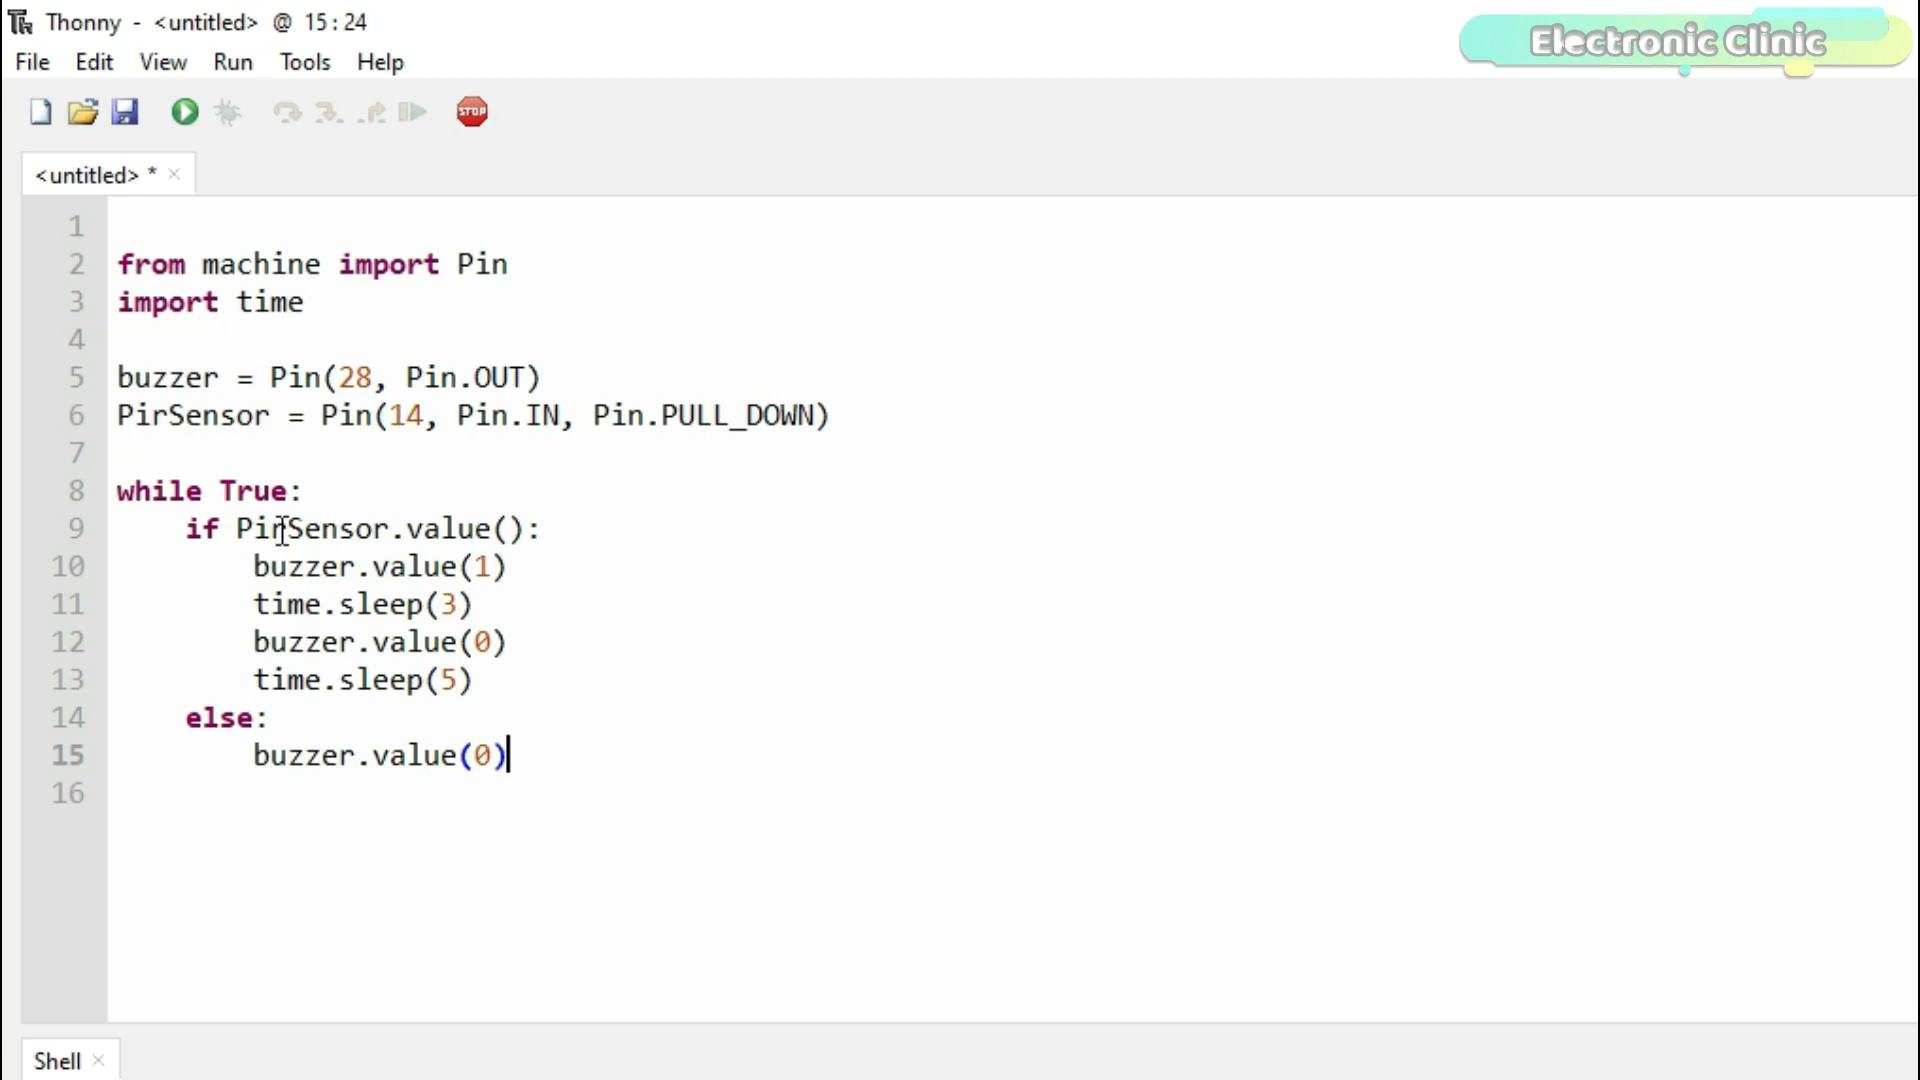 Thonny - <untitled> @ 15:24
Electronic Clinic
File Edit View Run Tools Help
STOP
<untitled> *
1
2 from machine import Pin
3 import time
4
5 buzzer = Pin(28, Pin.OUT)
6 PirSensor = Pin(14, Pin.IN, Pin.PULL_DOWN)
7
8 while True:
9     if PirSensor.value():
10         buzzer.value(1)
11         time.sleep(3)
12         buzzer.value(0)
13         time.sleep(5)
14     else:
15         buzzer.value(0)
16
Shell